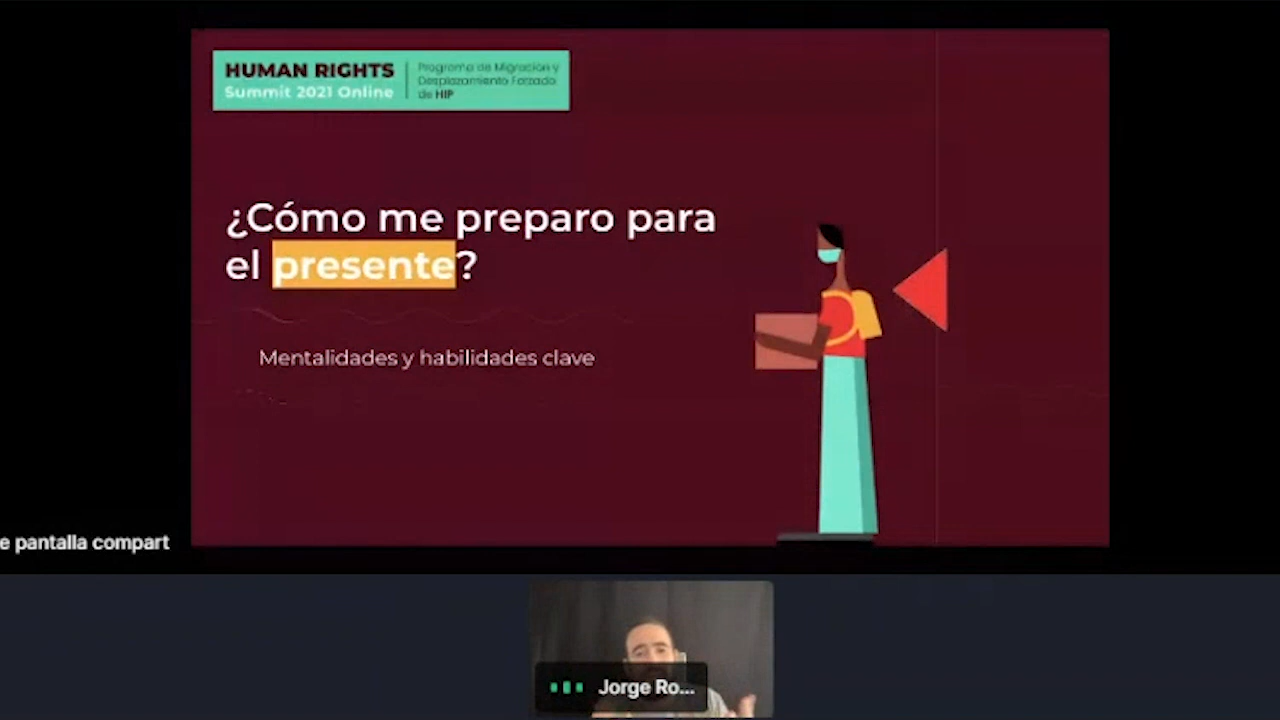 HUMAN RIGHTS
Summit 2021 Online
Programa de Migración y
Desplazamiento Forzado
de HIP
¿Cómo me preparo para
el presente?
Mentalidades y habilidades clave
e pantalla compart
Jorge Ro...